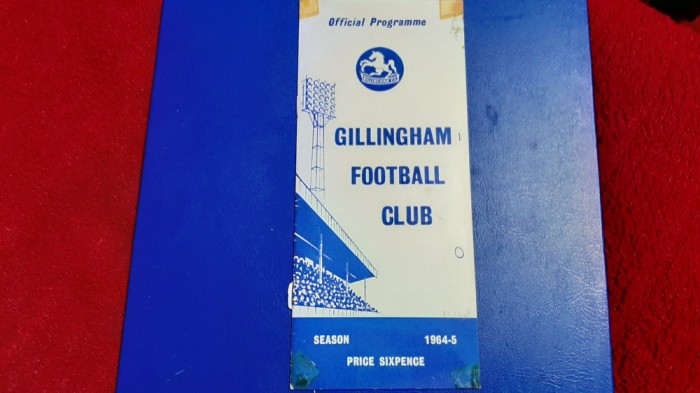 Official Programme
GILLINGHAM
FOOTBALL
CLUB
SEASON 1964-5
PRICE SIXPENCE